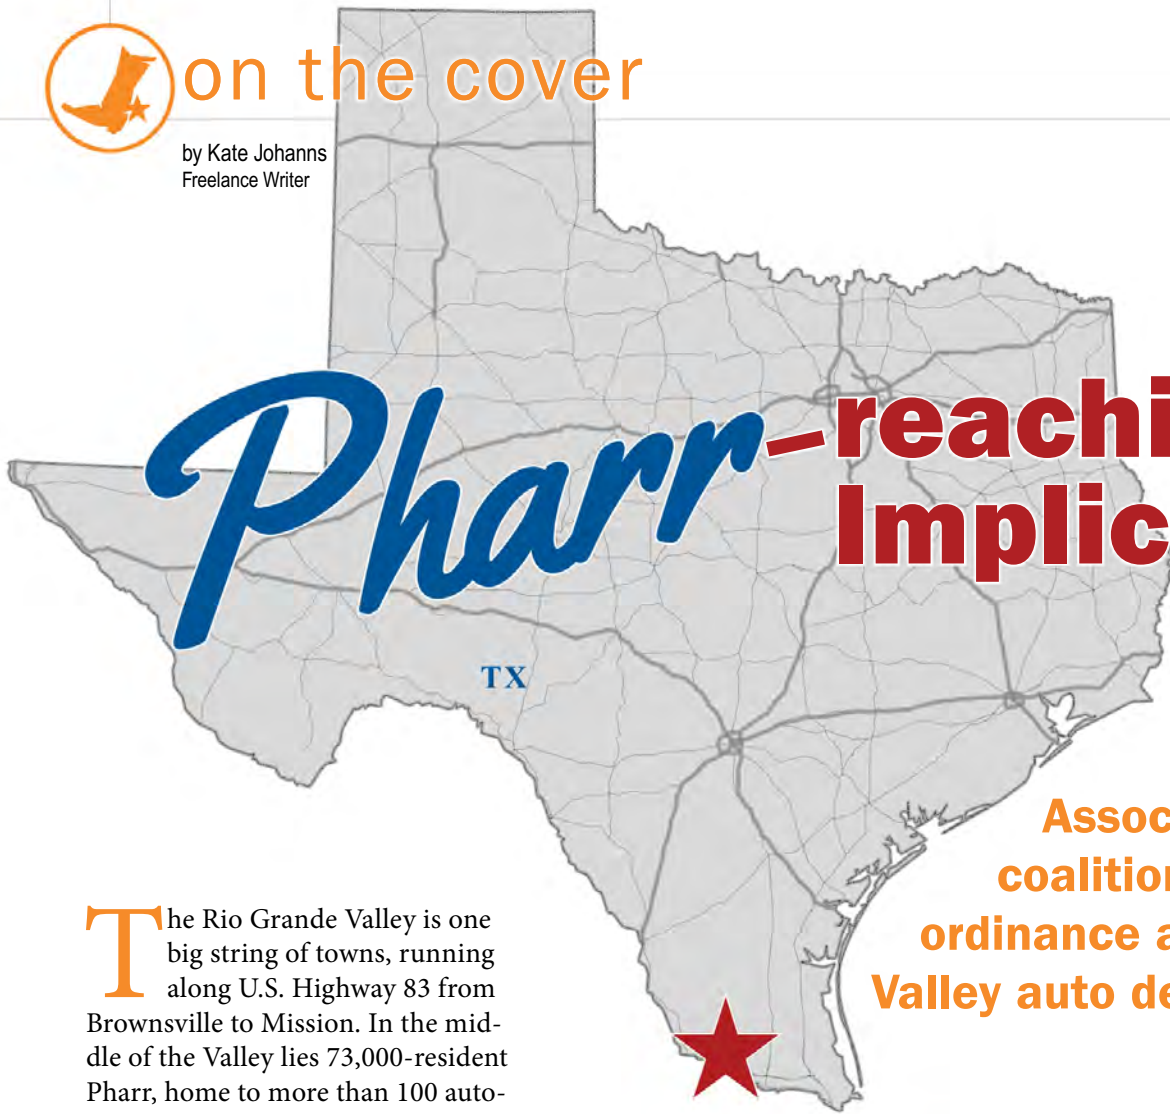 on the cover
by Kate Johanns
Freelance Writer
Pharr-reachi
Implic
TX
Assoc
coalition
ordinance a
Valley auto de
The Rio Grande Valley is one
big string of towns, running
along U.S. Highway 83 from
Brownsville to Mission. In the mid-
dle of the Valley lies 73,000-resident
Pharr, home to more than 100 auto-